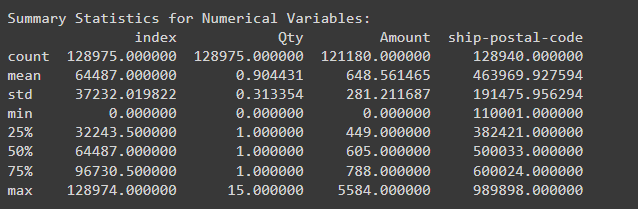 Summary Statistics for Numerical Variables:
index Qty Amount ship-postal-code
count 128975.000000 128975.000000 121180.000000 128940.000000
mean 64487.000000 0.904431 648.561465 463969.927594
std 37232.019822 0.313354 281.211687 191475.956294
min 0.000000 0.000000 0.000000 110001.000000
25% 32243.500000 1.000000 449.000000 382421.000000
50% 64487.000000 1.000000 605.000000 500033.000000
75% 96730.500000 1.000000 788.000000 600024.000000
max 128974.000000 15.000000 5584.000000 989898.000000